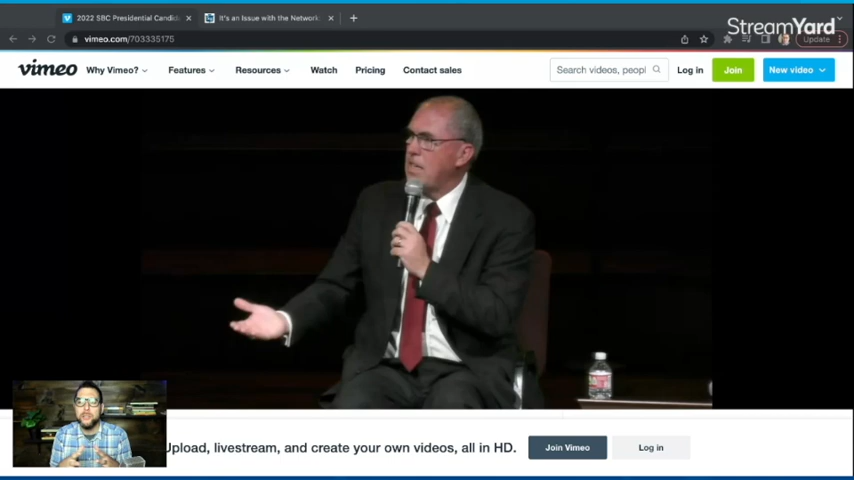 2022 SBC Presidential Candid
It's an Issue with the Network
StreamYard
vimeo.com/703335175
Update
vimeo
Why Vimeo?
Features
Resources
Watch
Pricing
Contact sales
Search videos, peopl
Log in
Join
New video
Upload, livestream, and create your own videos, all in HD.
Join Vimeo
Log in